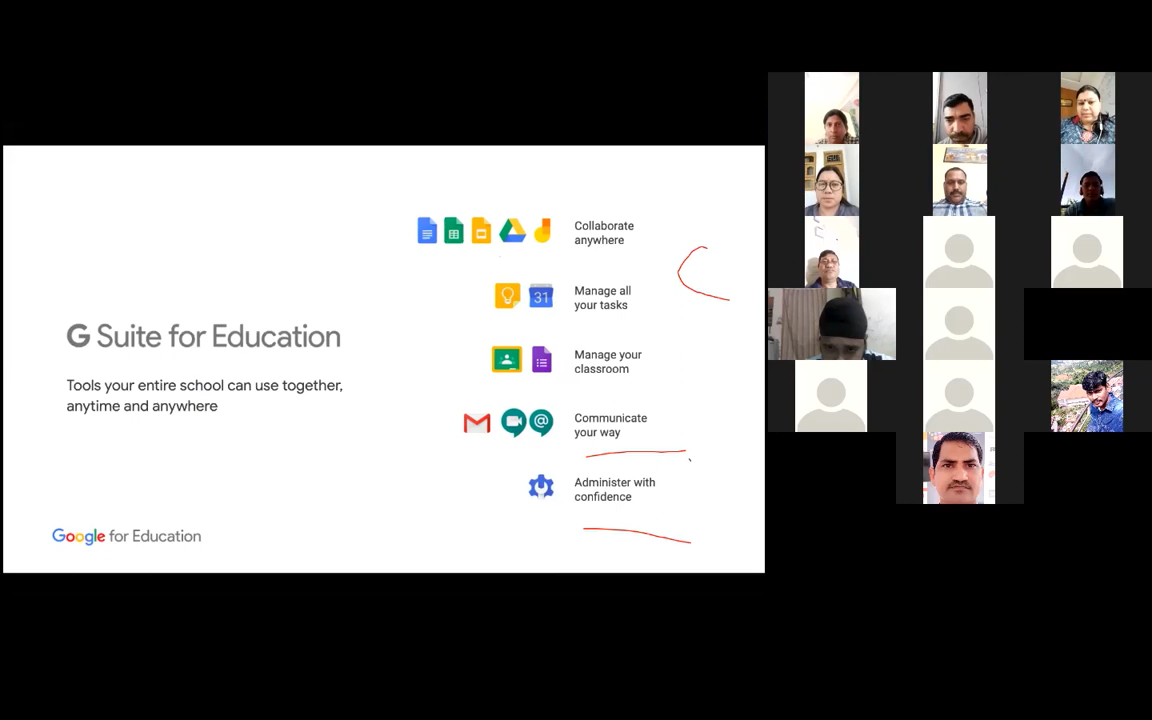 G Suite for Education
Tools your entire school can use together,
anytime and anywhere
Google for Education
Collaborate
anywhere
31
Manage all
your tasks
Manage your
classroom
Communicate
your way
Administer with
confidence